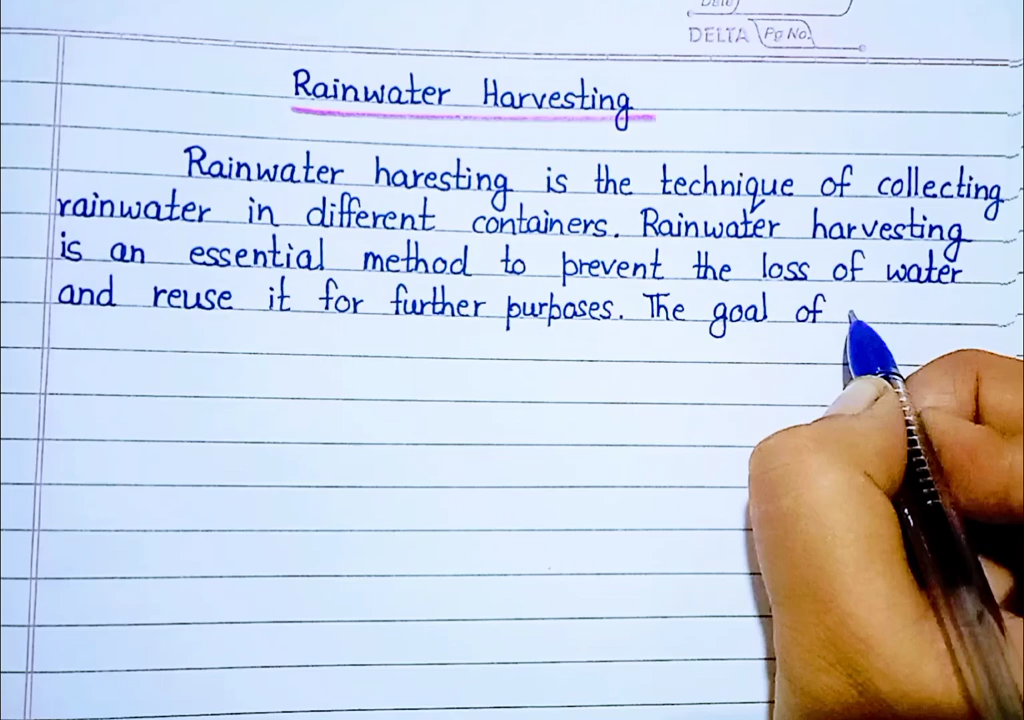 DELTA Pg No.
Rainwater Harvesting
Rainwater haresting is the technique of collecting
rainwater in different containers. Rainwater harvesting
is an essential method to prevent the loss of water
and reuse it for further purposes. The goal of